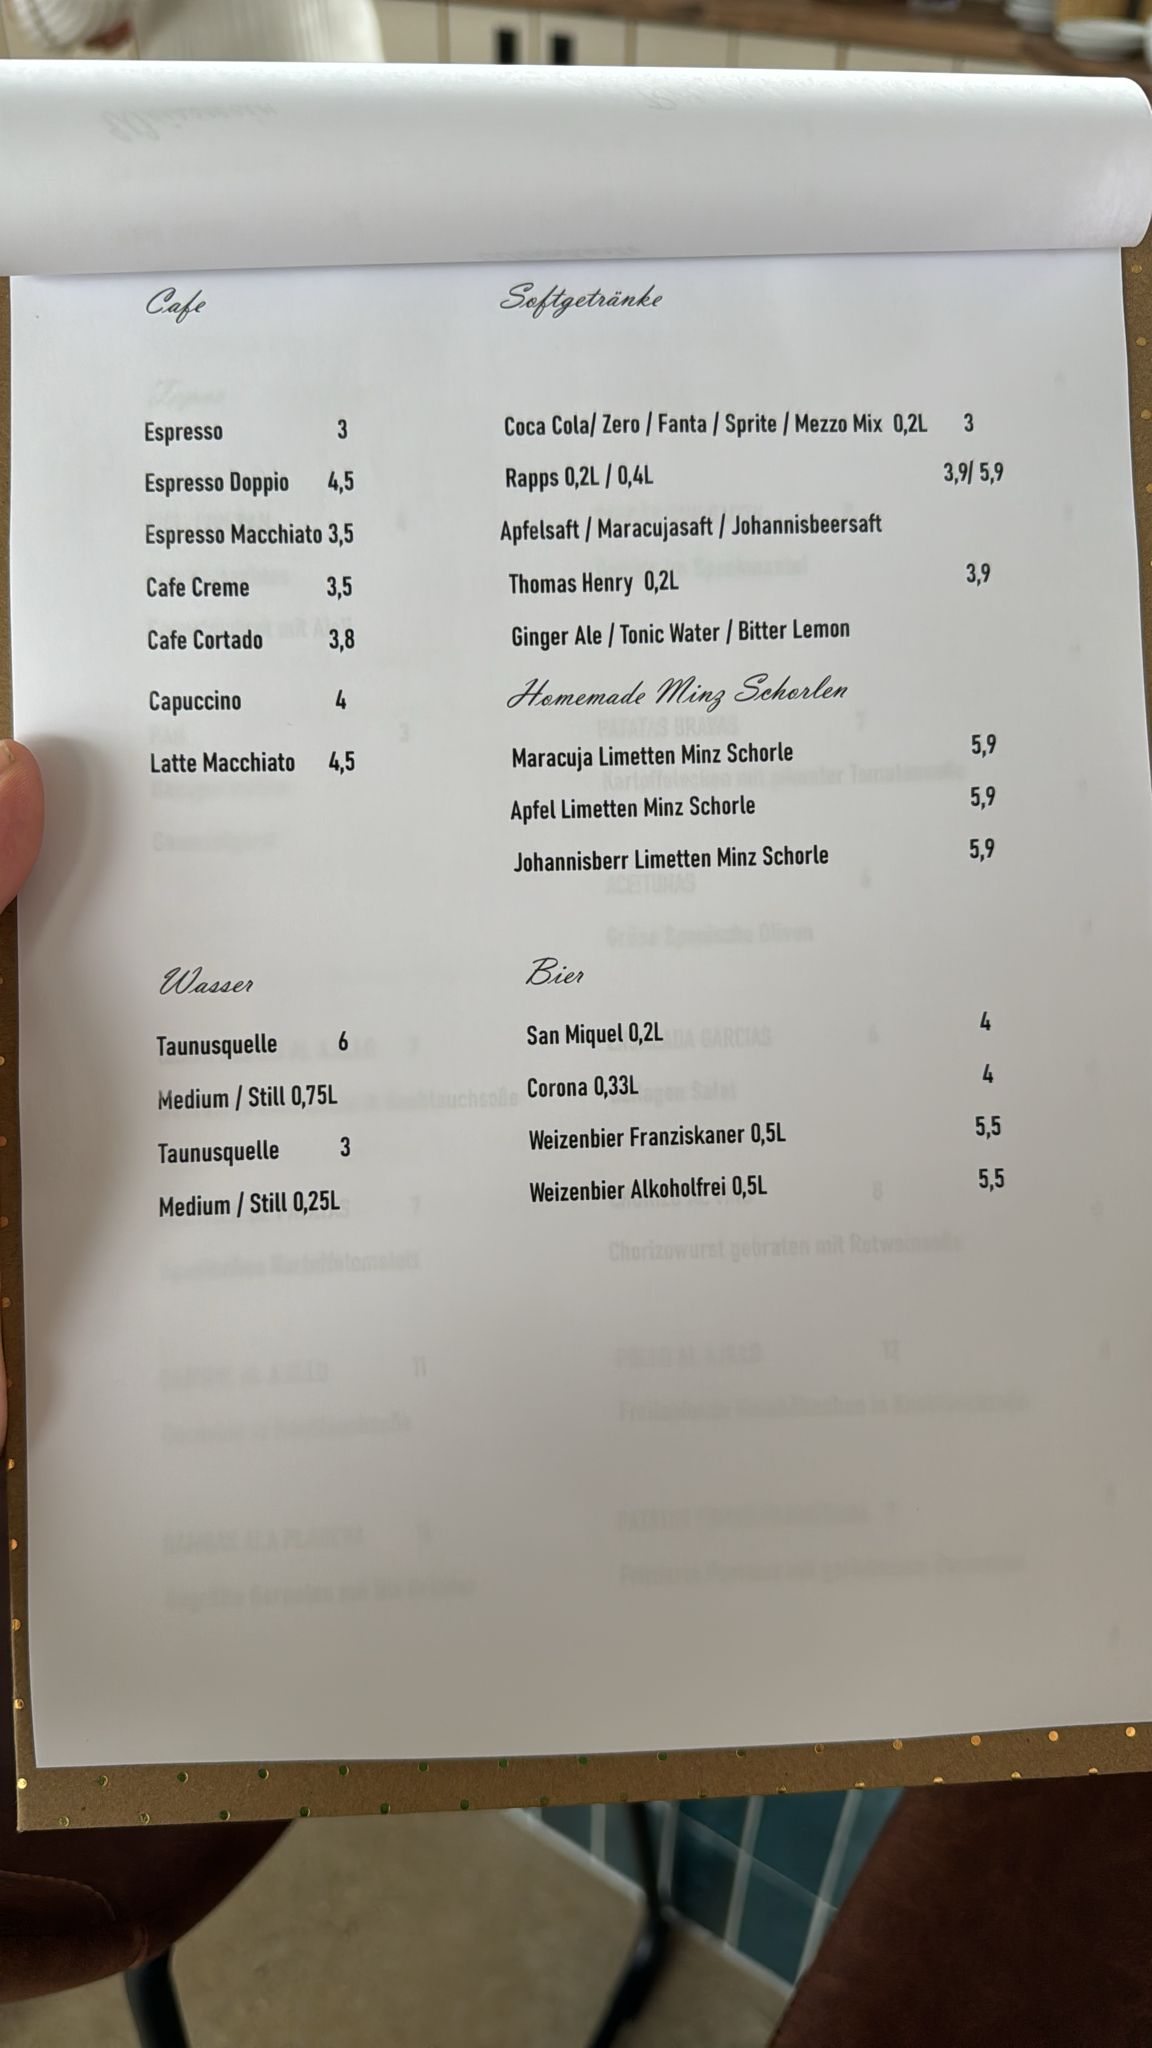 Cafe
Espresso 3
Espresso Doppio 4,5
Espresso Macchiato 3,5
Cafe Creme 3,5
Cafe Cortado 3,8
Capuccino 4
Latte Macchiato 4,5
Softgetränke
Coca Cola/ Zero / Fanta / Sprite / Mezzo Mix 0,2L 3
Rapps 0,2L / 0,4L 3,9/ 5,9
Apfelsaft / Maracujasaft / Johannisbeersaft
Thomas Henry 0,2L 3,9
Ginger Ale / Tonic Water / Bitter Lemon
Homemade Minz Schorlen
Maracuja Limetten Minz Schorle 5,9
Apfel Limetten Minz Schorle 5,9
Johannisberr Limetten Minz Schorle 5,9
Wasser
Taunusquelle 6
Medium / Still 0,75L
Taunusquelle 3
Medium / Still 0,25L
Bier
San Miquel 0,2L 4
Corona 0,33L 4
Weizenbier Franziskaner 0,5L 5,5
Weizenbier Alkoholfrei 0,5L 5,5